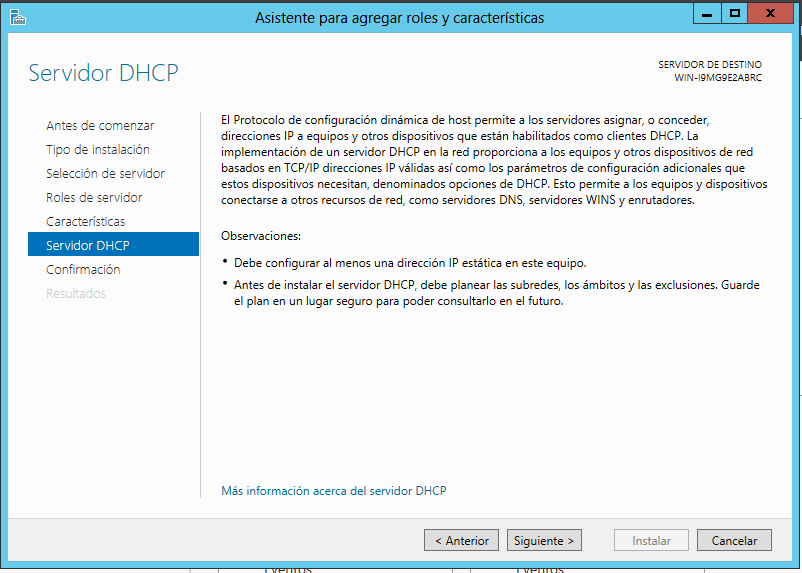 Asistente para agregar roles y características
Servidor DHCP
SERVIDOR DE DESTINO
WIN-I9MG9E2ABRC
Antes de comenzar
Tipo de instalación
Selección de servidor
Roles de servidor
Características
Servidor DHCP
Confirmación
Resultados
El Protocolo de configuración dinámica de host permite a los servidores asignar, o conceder,
direcciones IP a equipos y otros dispositivos que están habilitados como clientes DHCP. La
implementación de un servidor DHCP en la red proporciona a los equipos y otros dispositivos de red
basados en TCP/IP direcciones IP válidas así como los parámetros de configuración adicionales que
estos dispositivos necesitan, denominados opciones de DHCP. Esto permite a los equipos y dispositivos
conectarse a otros recursos de red, como servidores DNS, servidores WINS y enrutadores.
Observaciones:
• Debe configurar al menos una dirección IP estática en este equipo.
• Antes de instalar el servidor DHCP, debe planear las subredes, los ámbitos y las exclusiones. Guarde
el plan en un lugar seguro para poder consultarlo en el futuro.
Más información acerca del servidor DHCP
< Anterior
Siguiente >
Instalar
Cancelar